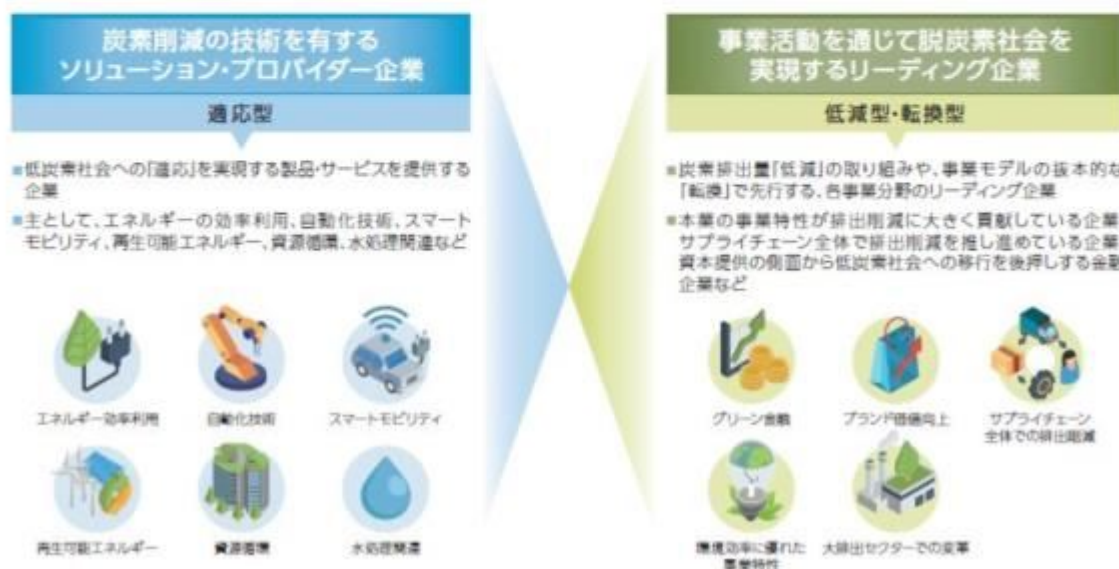 炭素削減の技術を有する
ソリューション・プロバイダー企業
適応型
■低炭素社会への「適応」を実現する製品・サービスを提供する
企業
■主として、エネルギーの効率利用、自動化技術、スマート
モビリティ、再生可能エネルギー、資源循環、水処理関連など
エネルギー効率利用
自動化技術
スマートモビリティ
再生可能エネルギー
資源循環
水処理関連
事業活動を通じて脱炭素社会を
実現するリーディング企業
低減型・転換型
■炭素排出量「低減」の取り組みや、事業モデルの抜本的な
「転換」で先行する、各事業分野のリーディング企業
■本業の事業特性が排出削減に大きく貢献している企業
サプライチェーン全体で排出削減を推し進めている企業
資本提供の側面から低炭素社会への移行を後押しする金融
企業など
グリーン金融
ブランド価値向上
サプライチェーン
全体での排出削減
環境効率に優れた
事業特性
大排出セクターでの変革